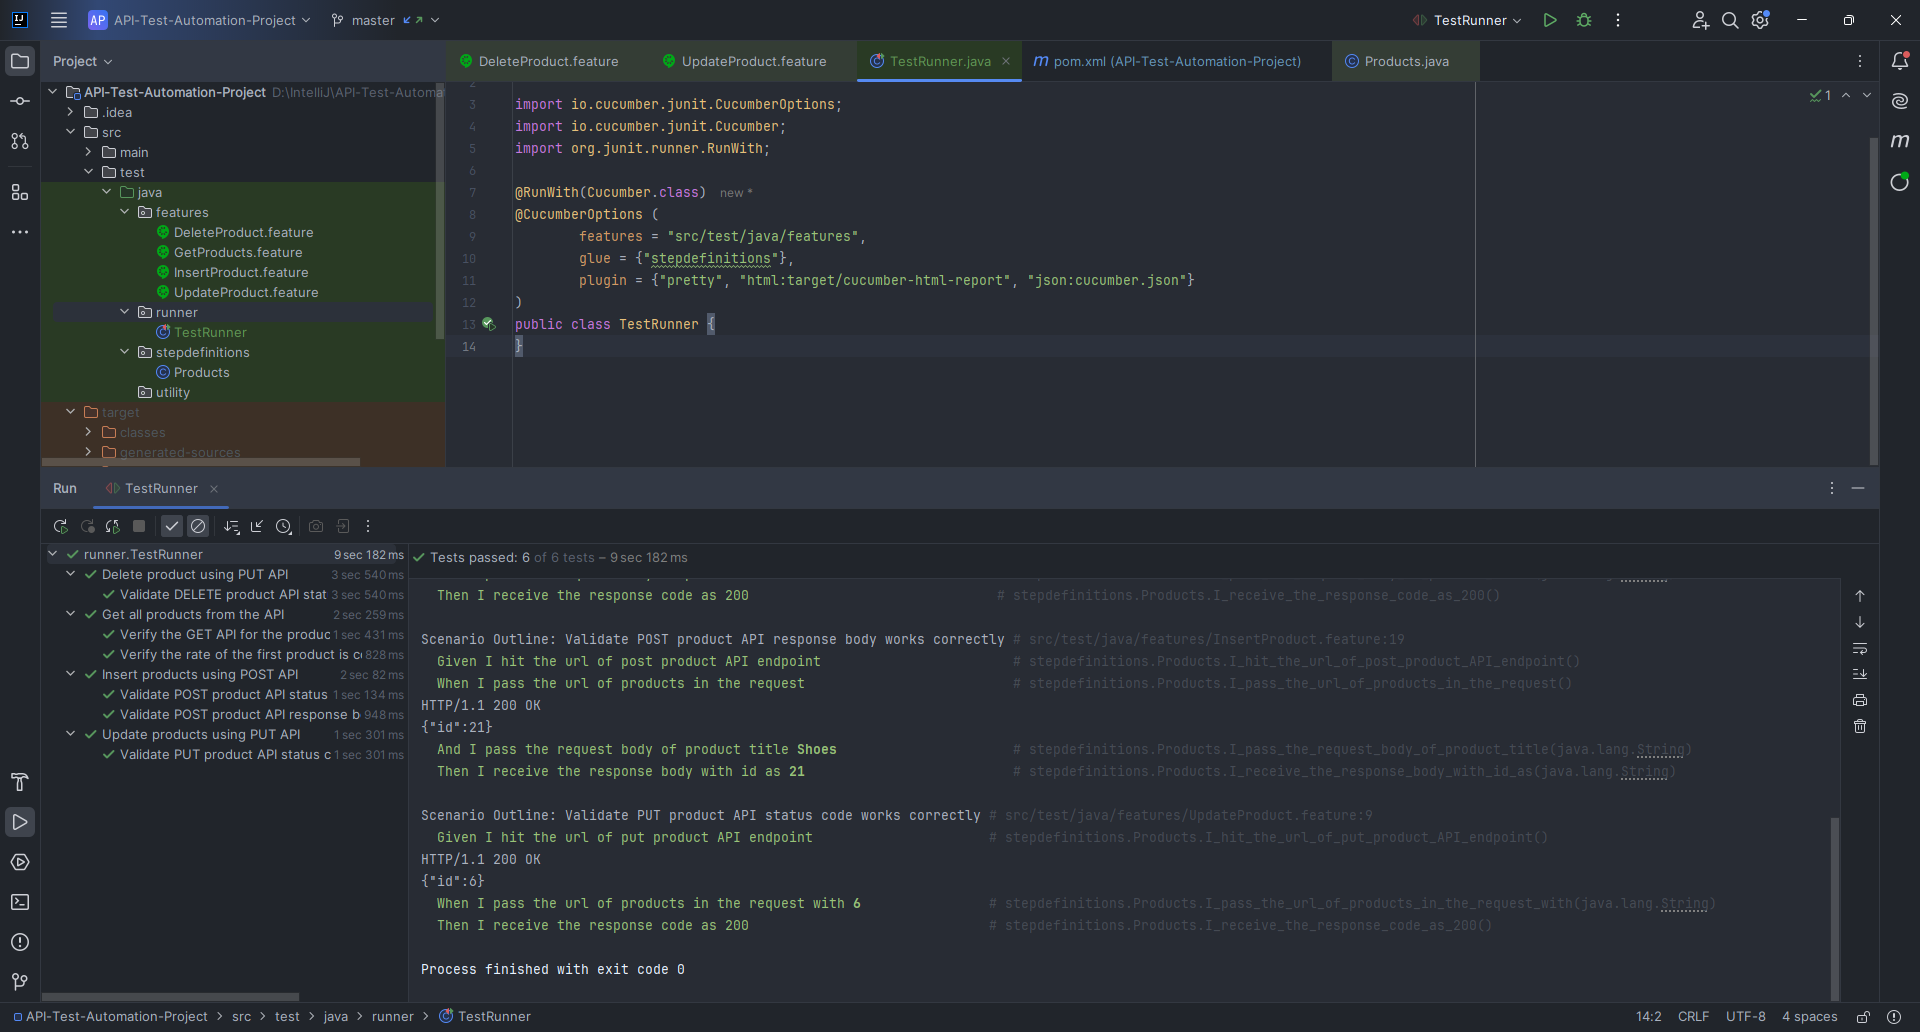 AP API-Test-Automation-Project master TestRunner
Project
DeleteProduct.feature UpdateProduct.feature TestRunner.java pom.xml (API-Test-Automation-Project) Products.java
API-Test-Automation-Project D:\IntelliJ\API-Test-Automa
.idea
src
main
test
java
features
DeleteProduct.feature
GetProducts.feature
InsertProduct.feature
UpdateProduct.feature
runner
TestRunner
stepdefinitions
Products
utility
target
classes
generated-sources
1
2
3 import io.cucumber.junit.CucumberOptions;
4 import io.cucumber.junit.Cucumber;
5 import org.junit.runner.RunWith;
6
7 @RunWith(Cucumber.class) new *
8 @CucumberOptions (
9 features = "src/test/java/features",
10 glue = {"stepdefinitions"},
11 plugin = {"pretty", "html:target/cucumber-html-report", "json:cucumber.json"}
12 )
13 public class TestRunner {
14 }
Run TestRunner
runner.TestRunner 9 sec 182 ms
Delete product using PUT API 3 sec 540 ms
Validate DELETE product API stat 3 sec 540 ms
Get all products from the API 2 sec 259 ms
Verify the GET API for the produc 1 sec 431 ms
Verify the rate of the first product is co 828 ms
Insert products using POST API 2 sec 82 ms
Validate POST product API status 1 sec 134 ms
Validate POST product API response b 948 ms
Update products using PUT API 1 sec 301 ms
Validate PUT product API status c 1 sec 301 ms
Tests passed: 6 of 6 tests – 9 sec 182 ms
Then I receive the response code as 200 # stepdefinitions.Products.I_receive_the_response_code_as_200()
Scenario Outline: Validate POST product API response body works correctly # src/test/java/features/InsertProduct.feature:19
Given I hit the url of post product API endpoint # stepdefinitions.Products.I_hit_the_url_of_post_product_API_endpoint()
When I pass the url of products in the request # stepdefinitions.Products.I_pass_the_url_of_products_in_the_request()
HTTP/1.1 200 OK
{"id":21}
And I pass the request body of product title Shoes # stepdefinitions.Products.I_pass_the_request_body_of_product_title(java.lang.String)
Then I receive the response body with id as 21 # stepdefinitions.Products.I_receive_the_response_body_with_id_as(java.lang.String)
Scenario Outline: Validate PUT product API status code works correctly # src/test/java/features/UpdateProduct.feature:9
Given I hit the url of put product API endpoint # stepdefinitions.Products.I_hit_the_url_of_put_product_API_endpoint()
HTTP/1.1 200 OK
{"id":6}
When I pass the url of products in the request with 6 # stepdefinitions.Products.I_pass_the_url_of_products_in_the_request_with(java.lang.String)
Then I receive the response code as 200 # stepdefinitions.Products.I_receive_the_response_code_as_200()
Process finished with exit code 0
API-Test-Automation-Project > src > test > java > runner > TestRunner 14:2 CRLF UTF-8 4 spaces